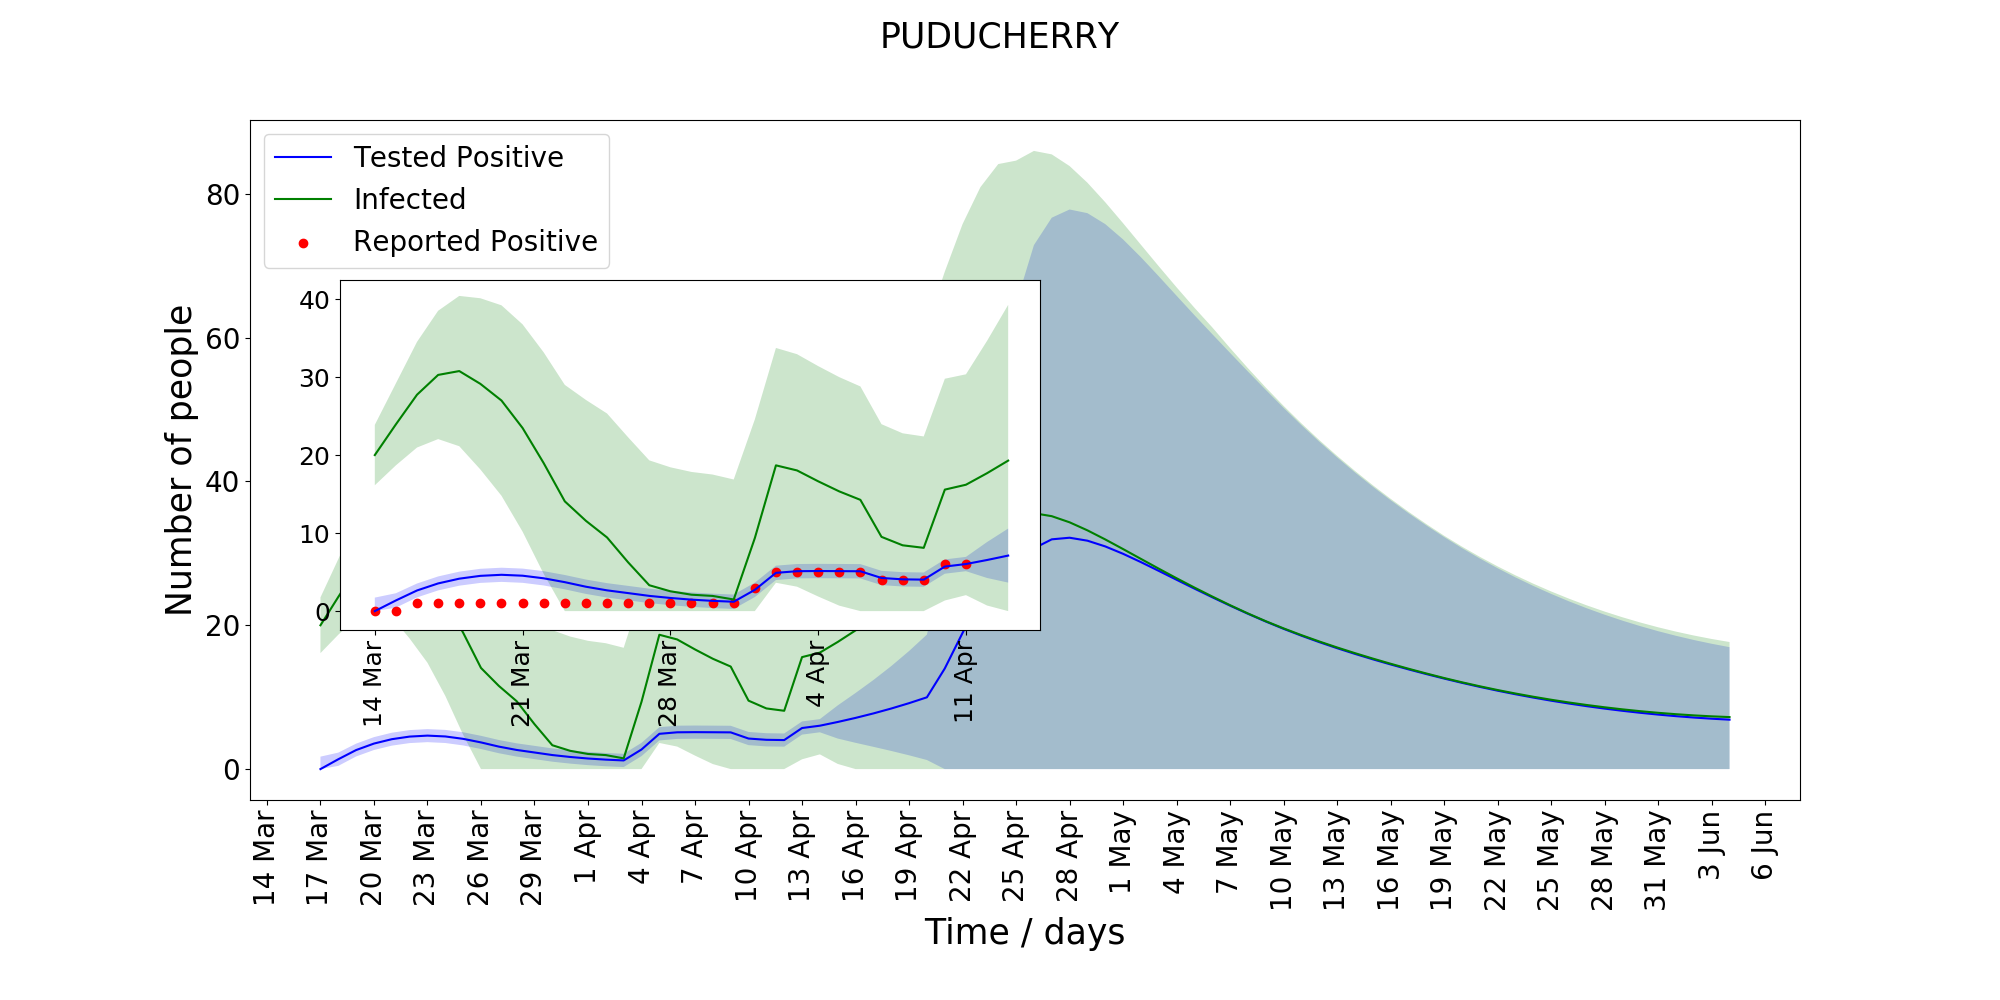 PUDUCHERRY
Tested Positive
Infected
Reported Positive
Number of people
80
60
40
20
0
40
30
20
10
0
14 Mar
21 Mar
28 Mar
4 Apr
11 Apr
14 Mar
17 Mar
20 Mar
23 Mar
26 Mar
29 Mar
1 Apr
4 Apr
7 Apr
10 Apr
13 Apr
16 Apr
19 Apr
22 Apr
25 Apr
28 Apr
1 May
4 May
7 May
10 May
13 May
16 May
19 May
22 May
25 May
28 May
31 May
3 Jun
6 Jun
Time / days